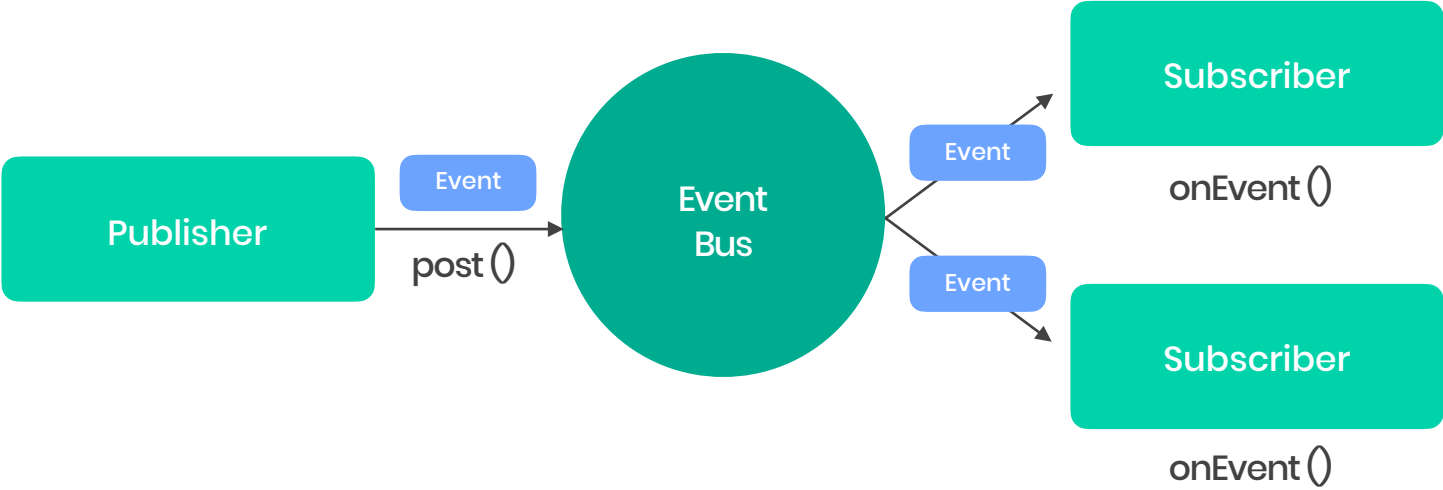 Publisher
Event
post()
Event
Bus
Event
Event
Subscriber
onEvent()
Subscriber
onEvent()